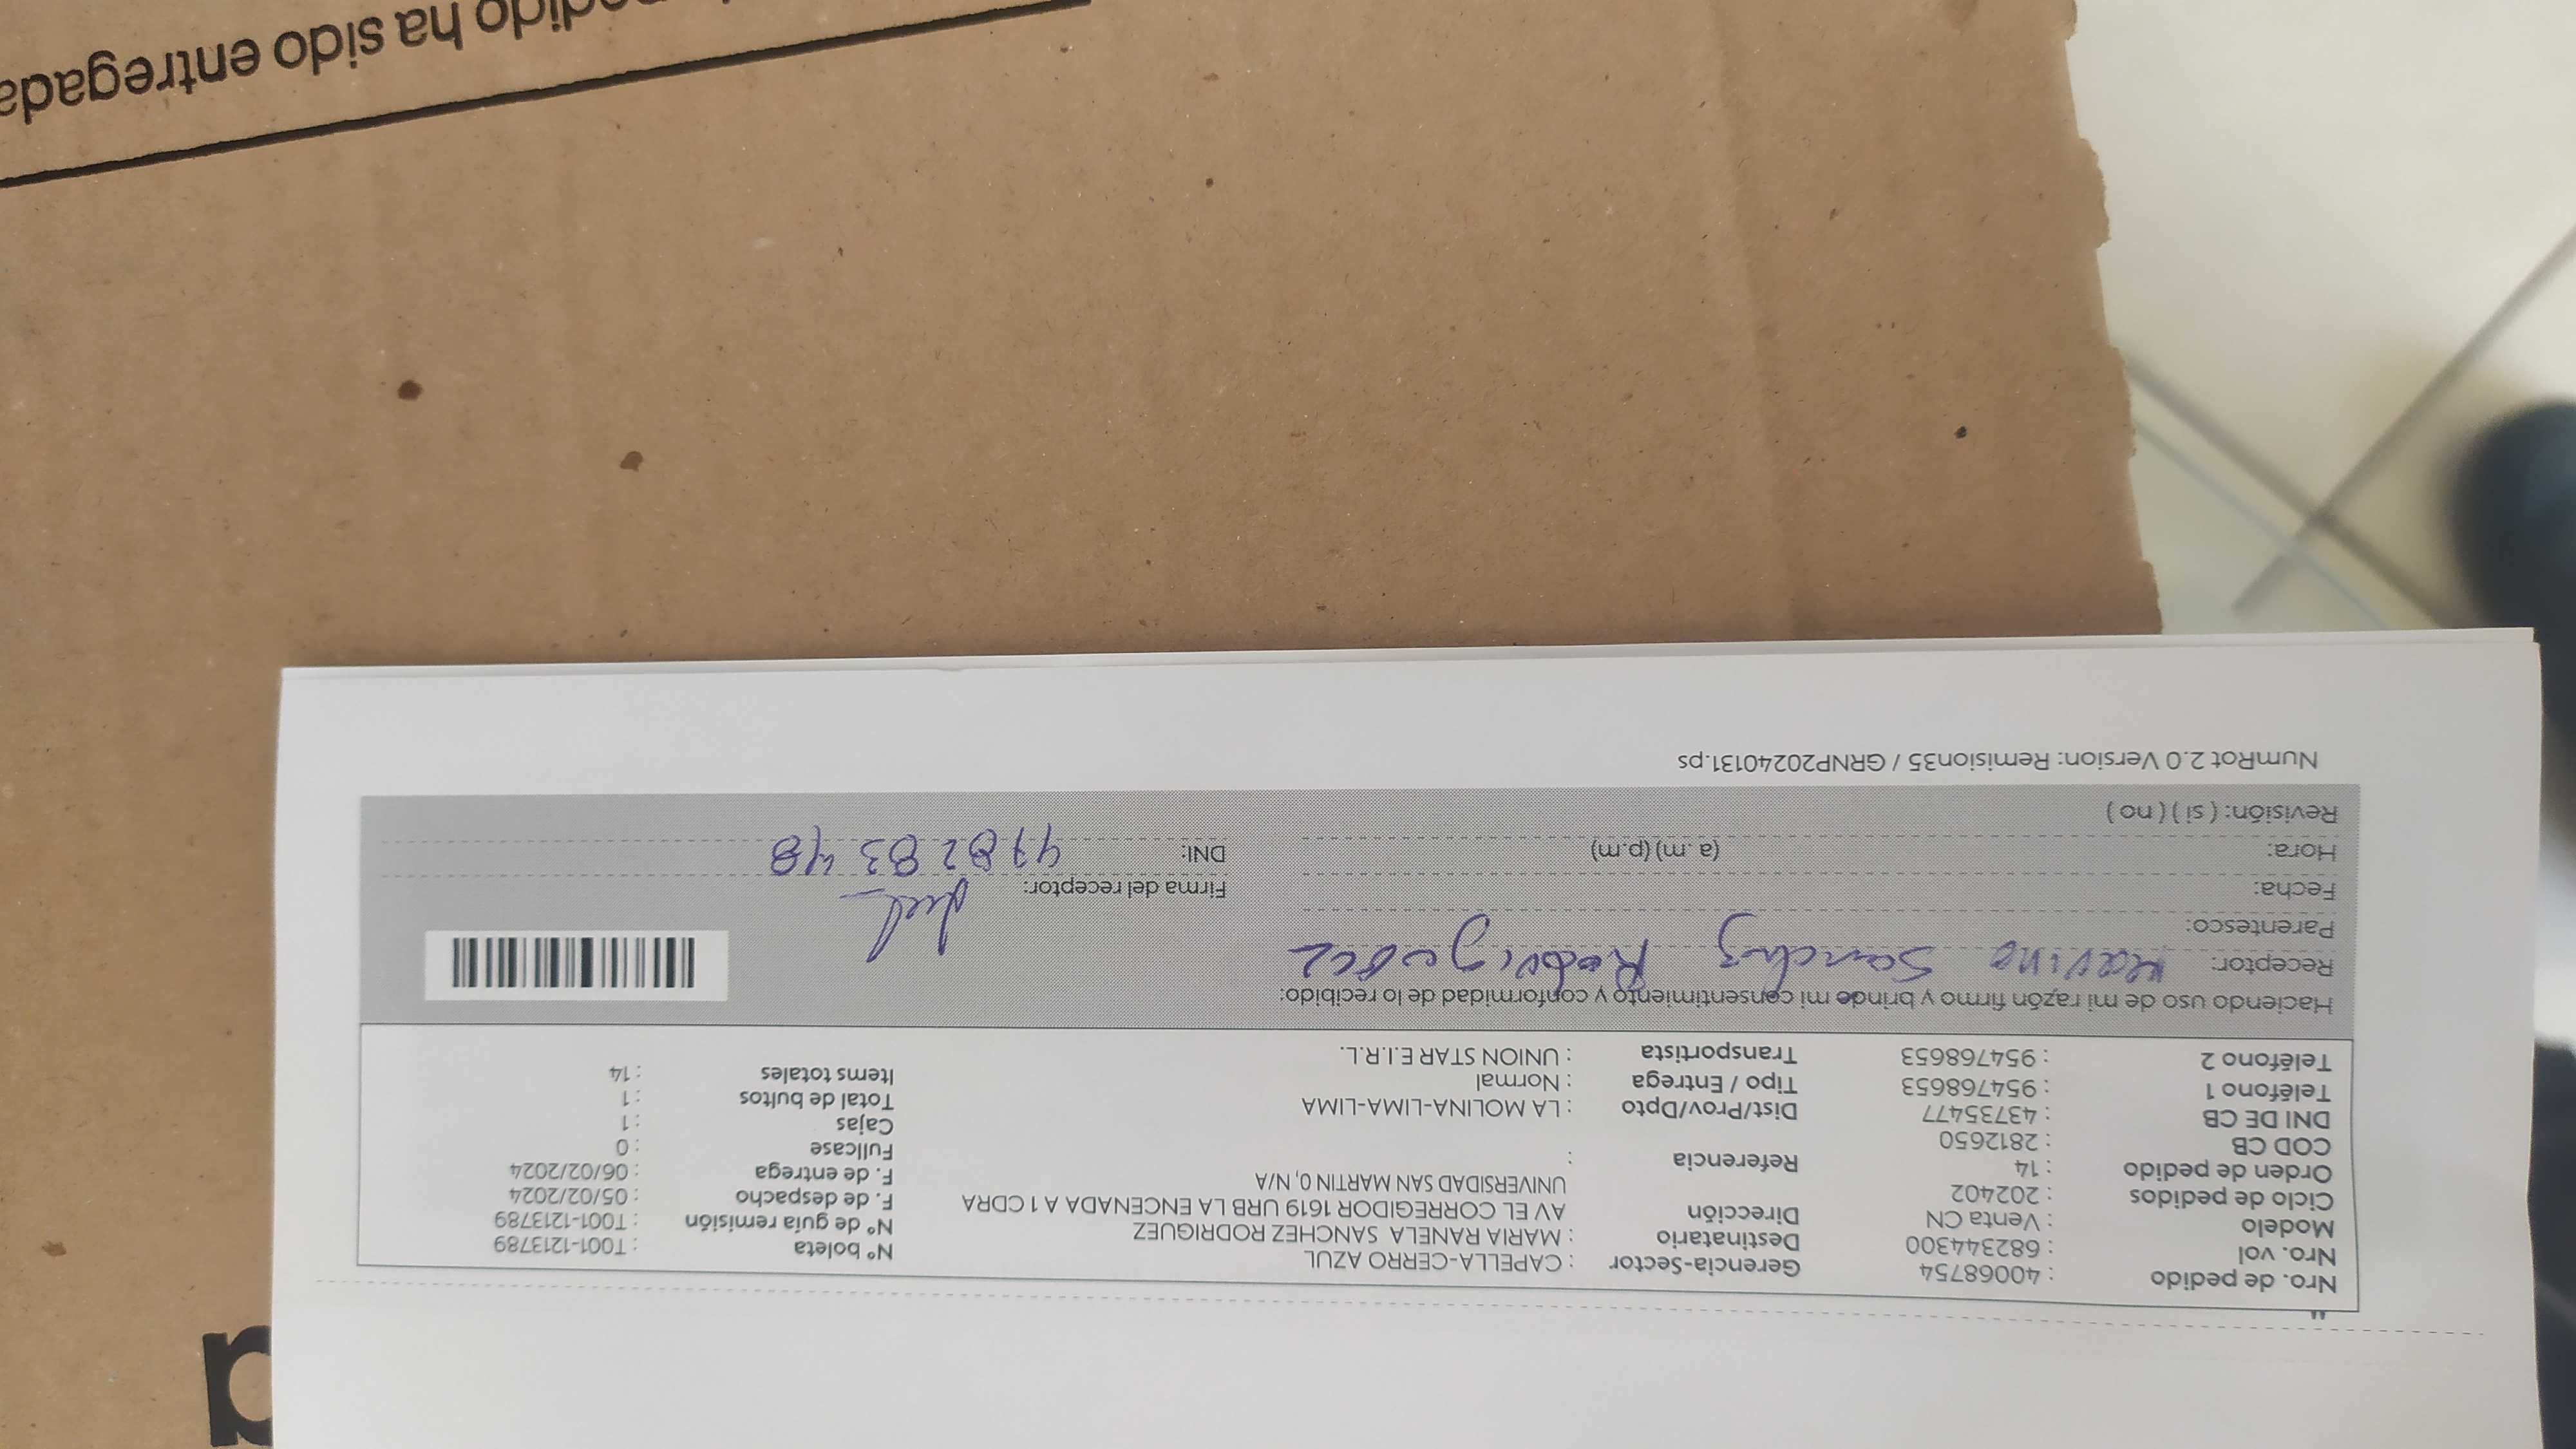 Nro. de pedido : 40068754
Nro. vol : 682344300
Modelo : Venta CN
Ciclo de pedidos : 202402
Orden de pedido : 14
COD CB : 2812650
DNI DE CB : 43735477
Teléfono 1 : 954768653
Teléfono 2 : 954768653
Gerencia-Sector : CAPELLA-CERRO AZUL
Destinatario : MARIA RANELA SANCHEZ RODRIGUEZ
Dirección AV EL CORREGIDOR 1619 URB LA ENCENADA A 1 CDRA
UNIVERSIDAD SAN MARTIN 0, N/A
Referencia :
Dist/Prov/Dpto : LA MOLINA-LIMA-LIMA
Tipo / Entrega : Normal
Transportista : UNION STAR E.I.R.L.
N° boleta : T001-1213789
N° de guía remisión : T001-1213789
F. de despacho : 05/02/2024
F. de entrega : 06/02/2024
Fullcase : 0
Cajas : 1
Total de bultos : 1
Items totales : 14
Haciendo uso de mi razón firmo y brindo mi consentimiento y conformidad de lo recibido:
Receptor: Sanchez Rodriguez
Parentesco:
Fecha:
Hora: (a. m) (p.m)
Revisión: ( si ) ( no )
Firma del receptor:
DNI: 47828348
NumRot 2.0 Version: Remision35 / GRNP20240131.ps
pedido ha sido entregada